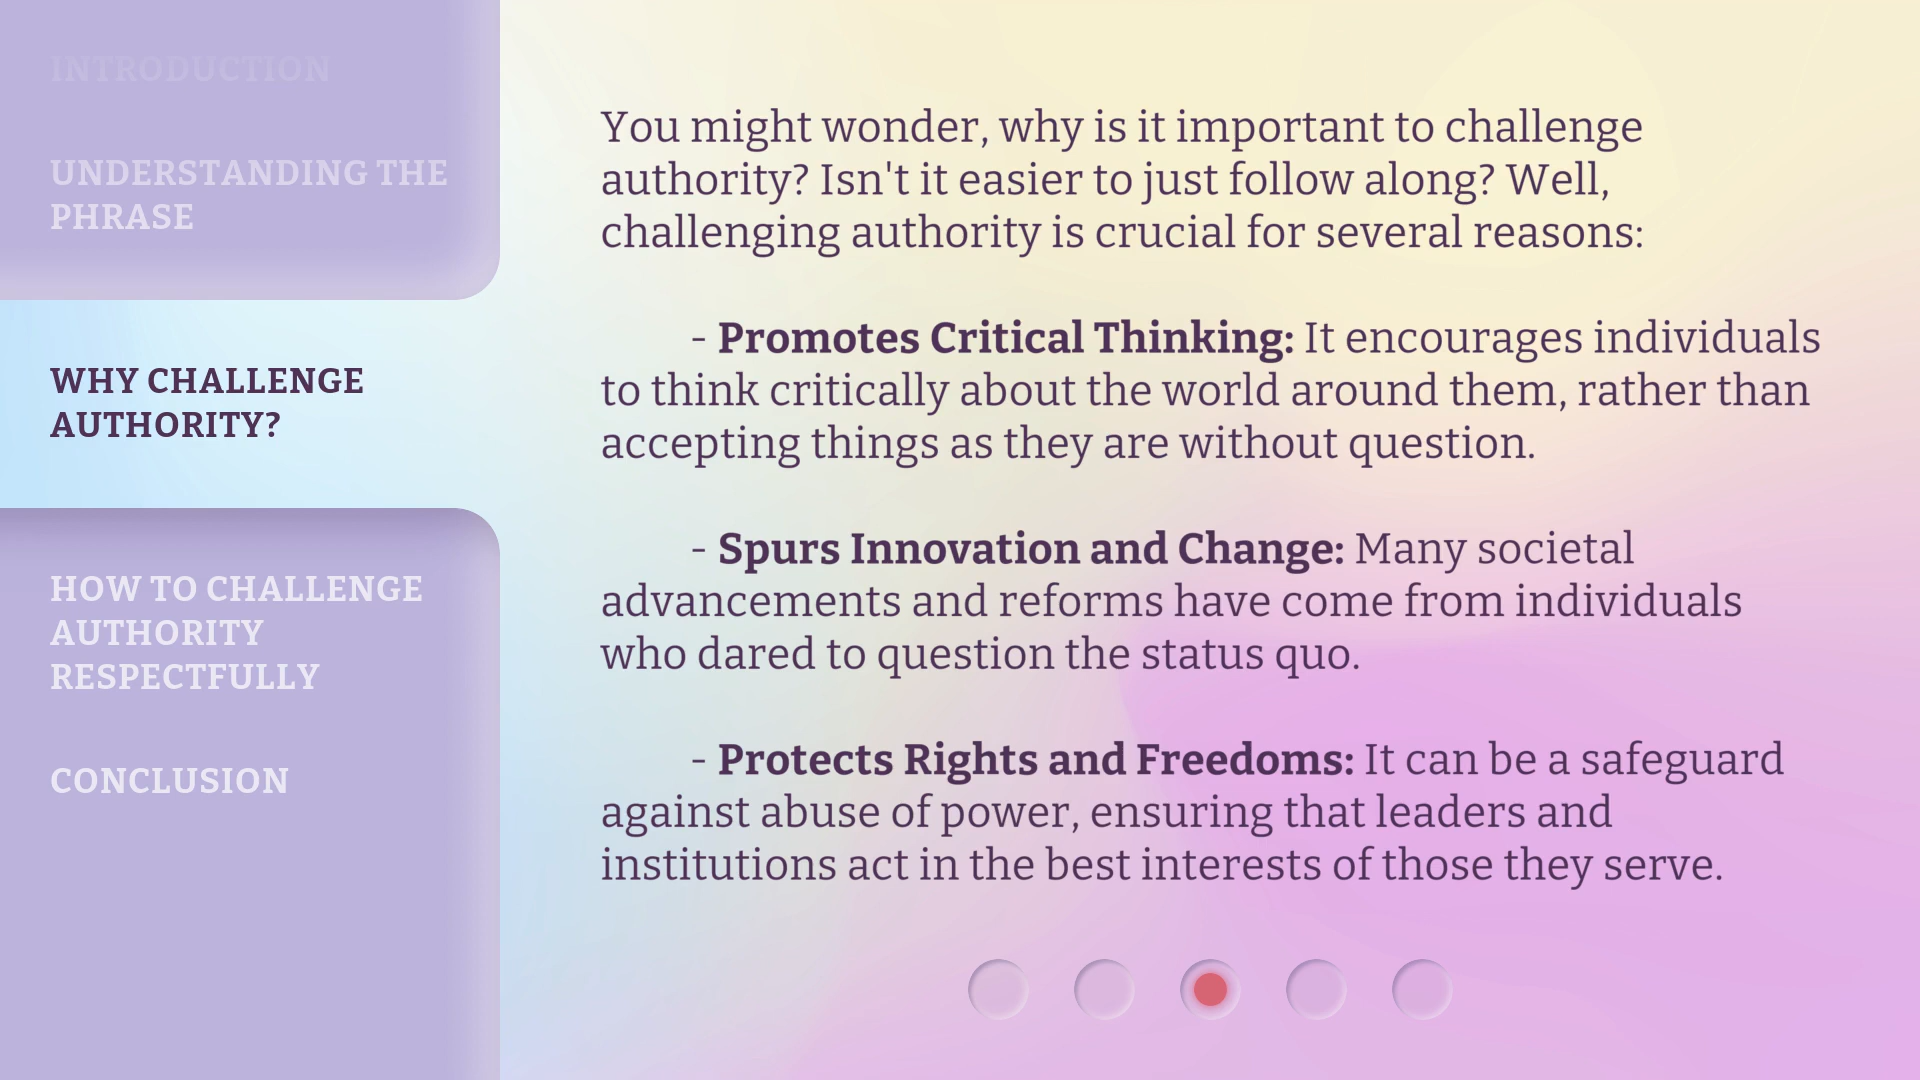 INTRODUCTION
UNDERSTANDING THE
PHRASE
WHY CHALLENGE
AUTHORITY?
HOW TO CHALLENGE
AUTHORITY
RESPECTFULLY
CONCLUSION
You might wonder, why is it important to challenge
authority? Isn't it easier to just follow along? Well,
challenging authority is crucial for several reasons:
- Promotes Critical Thinking: It encourages individuals
to think critically about the world around them, rather than
accepting things as they are without question.
- Spurs Innovation and Change: Many societal
advancements and reforms have come from individuals
who dared to question the status quo.
- Protects Rights and Freedoms: It can be a safeguard
against abuse of power, ensuring that leaders and
institutions act in the best interests of those they serve.